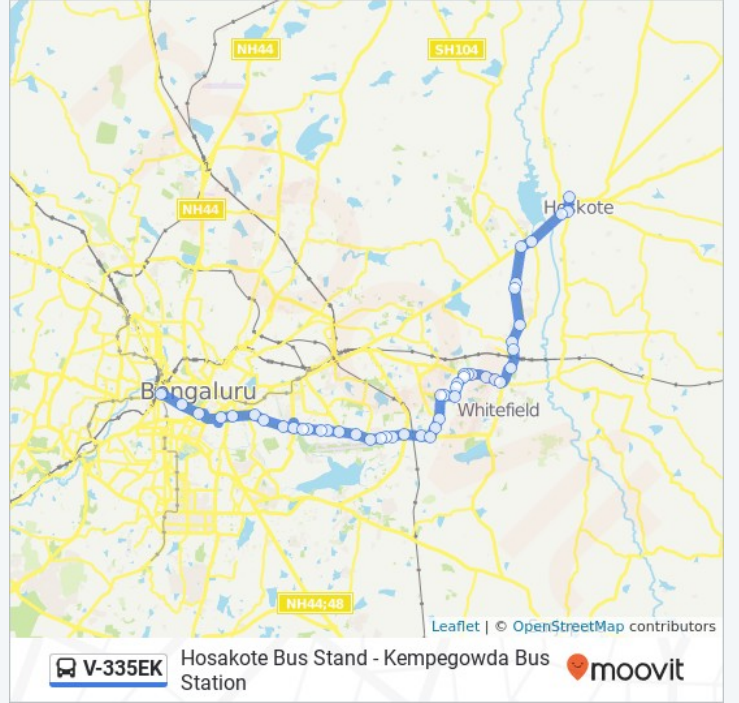 NH44
SH104
NH44
Hoskote
Bengaluru
Whitefield
NH44;48
Leaflet | © OpenStreetMap contributors
V-335EK
Hosakote Bus Stand - Kempegowda Bus
Station
moovit